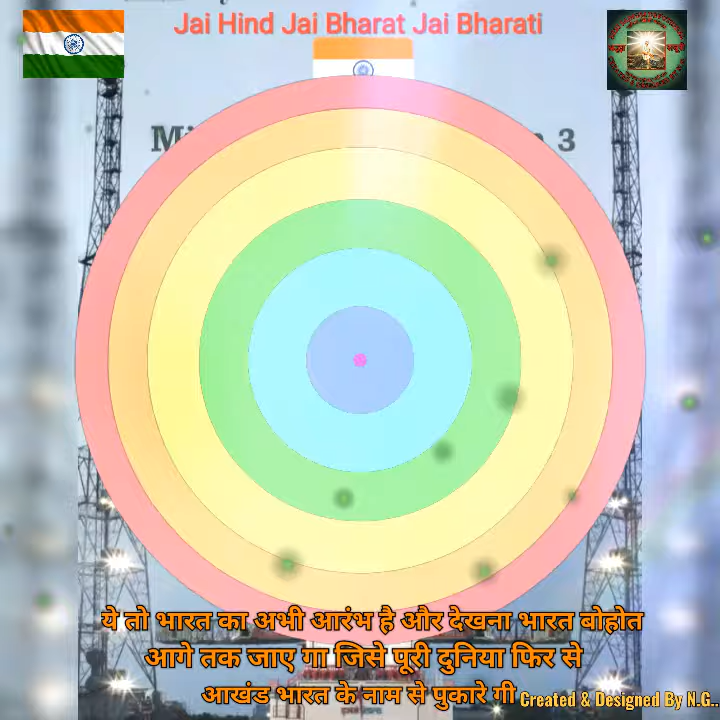 Jai Hind Jai Bharat Jai Bharati
3
ये तो भारत का अभी आरंभ है और देखना भारत बोहोत
आगे तक जाए गा जिसे पूरी दुनिया फिर से
आखंड भारत के नाम से पुकारे गी
Created & Designed By N.G..